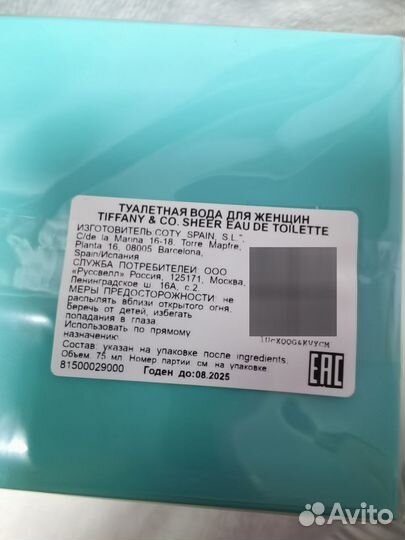 ТУАЛЕТНАЯ ВОДА ДЛЯ ЖЕНЩИН
TIFFANY & CO. SHEER EAU DE TOILETTE
ИЗГОТОВИТЕЛЬ COTY SPAIN, S.L.",
C/de la Marina 16-18, Torre Mapfre,
Planta 16, 08005 Barcelona,
Spain/Испания
СЛУЖБА ПОТРЕБИТЕЛЕЙ ООО
«Руссвелл» Россия, 125171, Москва,
Ленинградское ш 16А, с.2.
МЕРЫ ПРЕДОСТОРОЖНОСТИ: не
распылять вблизи открытого огня,
беречь от детей, избегать
попадания в глаза.
Использовать по прямому
назначению.
Состав: указан на упаковке после ingredients.
Объем: 75 мл Номер партии: см на упаковке
81500029000 Годен до:08.2025
EAC
Avito